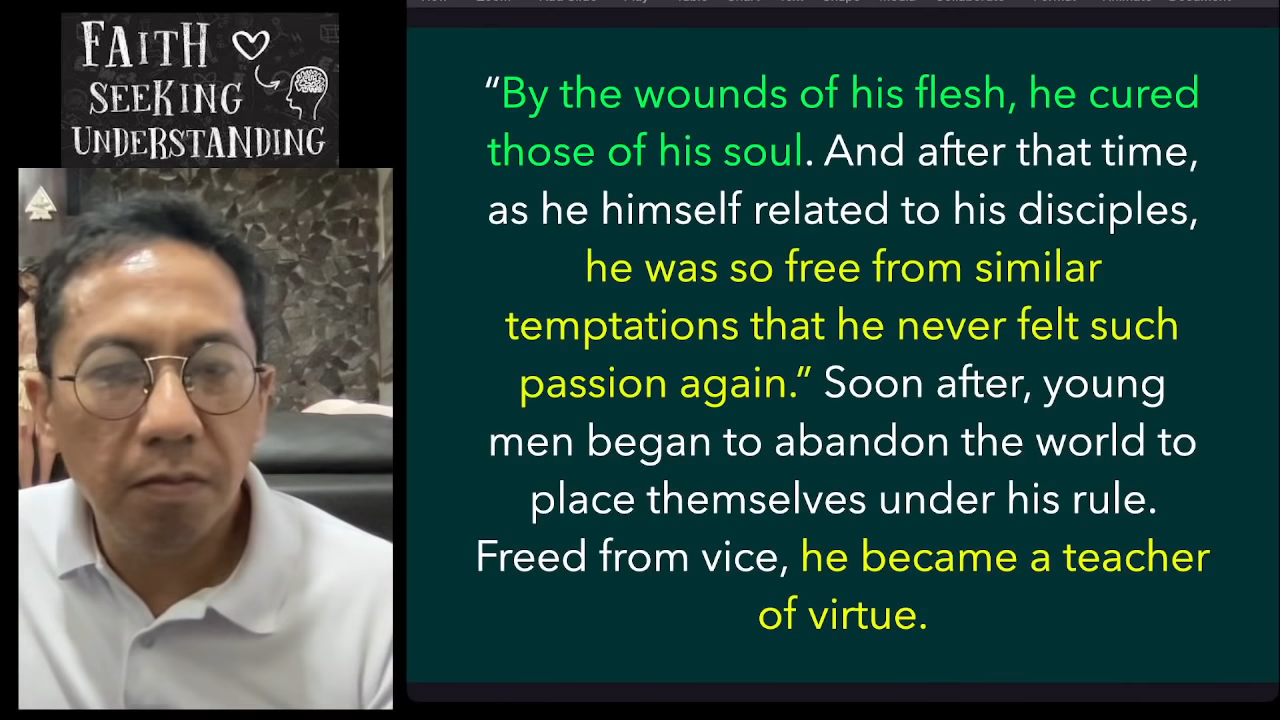 FAITH
SEEKING
UNDERSTANDING
“By the wounds of his flesh, he cured
those of his soul. And after that time,
as he himself related to his disciples,
he was so free from similar
temptations that he never felt such
passion again.” Soon after, young
men began to abandon the world to
place themselves under his rule.
Freed from vice, he became a teacher
of virtue.